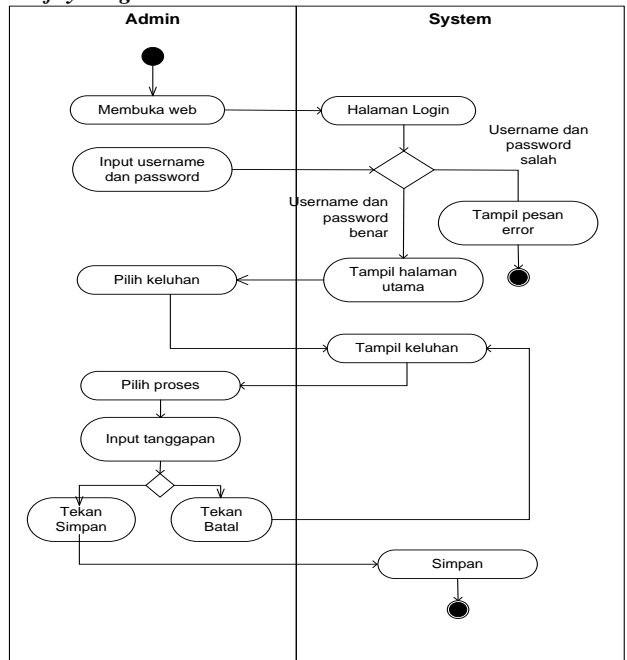 Admin
System
Membuka web
Halaman Login
Username dan
password
salah
Input username
dan password
Username dan
password
benar
Tampil pesan
error
Pilih keluhan
Tampil halaman
utama
Tampil keluhan
Pilih proses
Input tanggapan
Tekan
Simpan
Tekan
Batal
Simpan